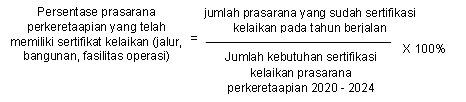 Persentase prasarana
perkeretaapian yang telah
memiliki sertifikat kelaikan (jalur,
bangunan, fasilitas operasi)
=
jumlah prasarana yang sudah sertifikasi
kelaikan pada tahun berjalan
Jumlah kebutuhan sertifikasi
kelaikan prasarana
perkeretaapian 2020 - 2024
X 100%